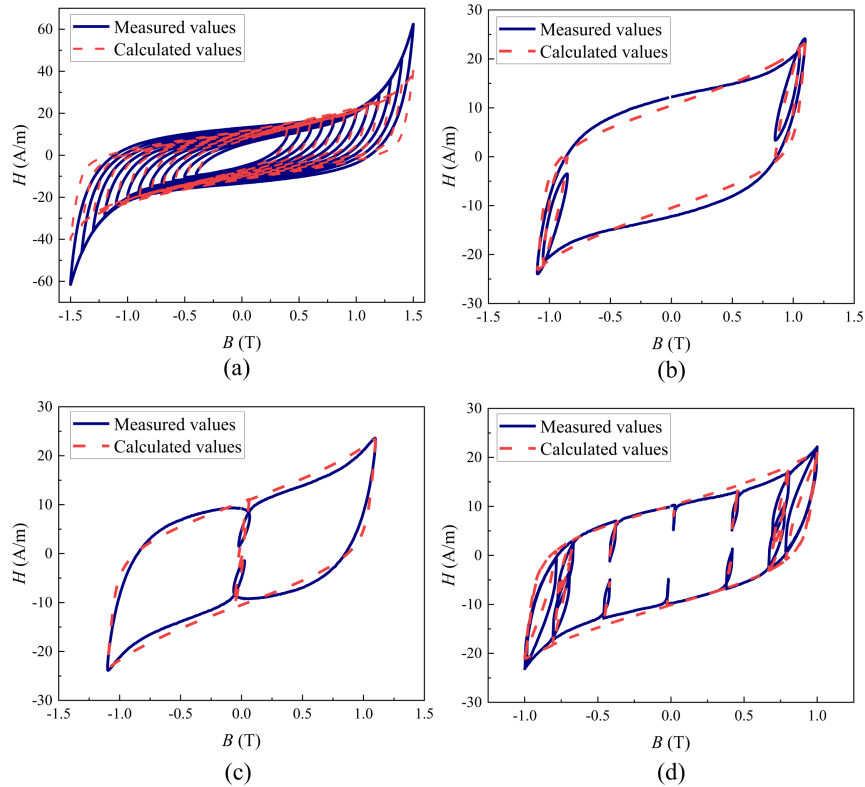 Measured values
Calculated values
60
40
20
0
-20
-40
-60
H (A/m)
-1.5 -1.0 -0.5 0.0 0.5 1.0 1.5
B (T)
(a)
Measured values
Calculated values
30
20
10
0
-10
-20
-30
H (A/m)
-1.5 -1.0 -0.5 0.0 0.5 1.0 1.5
B (T)
(b)
Measured values
Calculated values
30
20
10
0
-10
-20
-30
H (A/m)
-1.5 -1.0 -0.5 0.0 0.5 1.0 1.5
B (T)
(c)
Measured values
Calculated values
30
20
10
0
-10
-20
-30
H (A/m)
-1.0 -0.5 0.0 0.5 1.0
B (T)
(d)